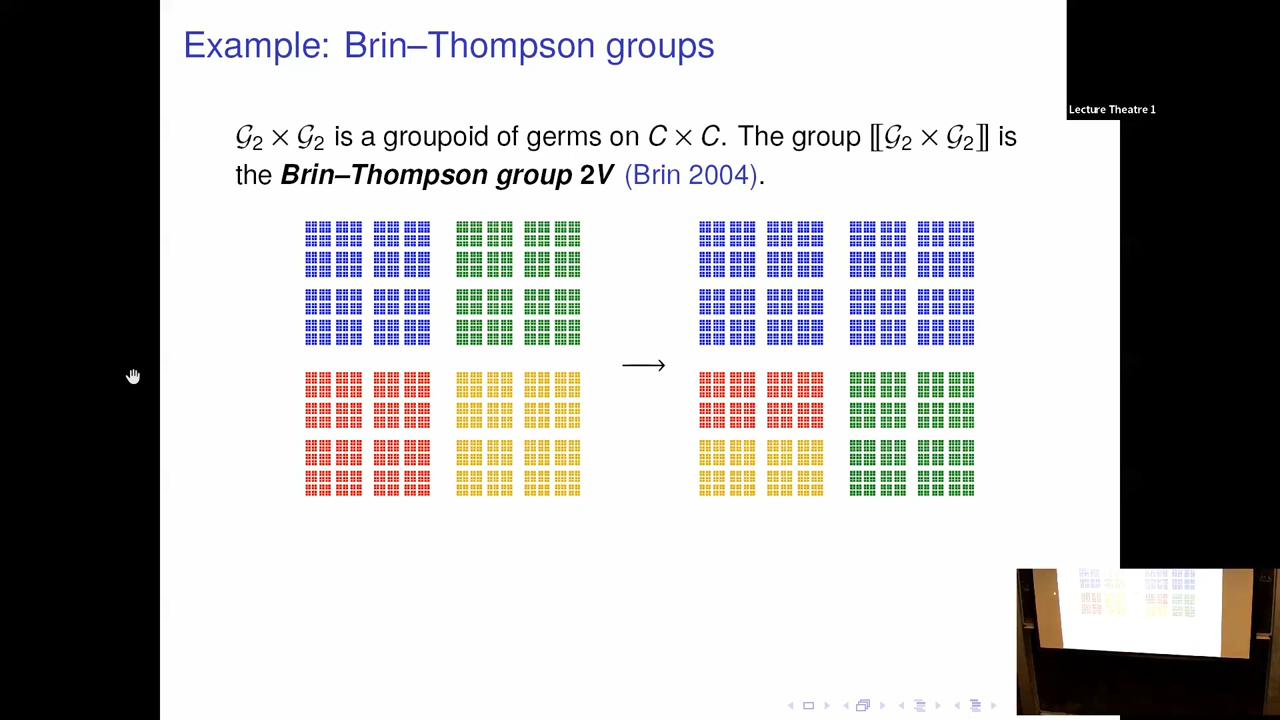 Example: Brin–Thompson groups
Lecture Theatre 1
𝒢₂ × 𝒢₂ is a groupoid of germs on C × C. The group ⟦𝒢₂ × 𝒢₂⟧ is
the Brin–Thompson group 2V (Brin 2004).